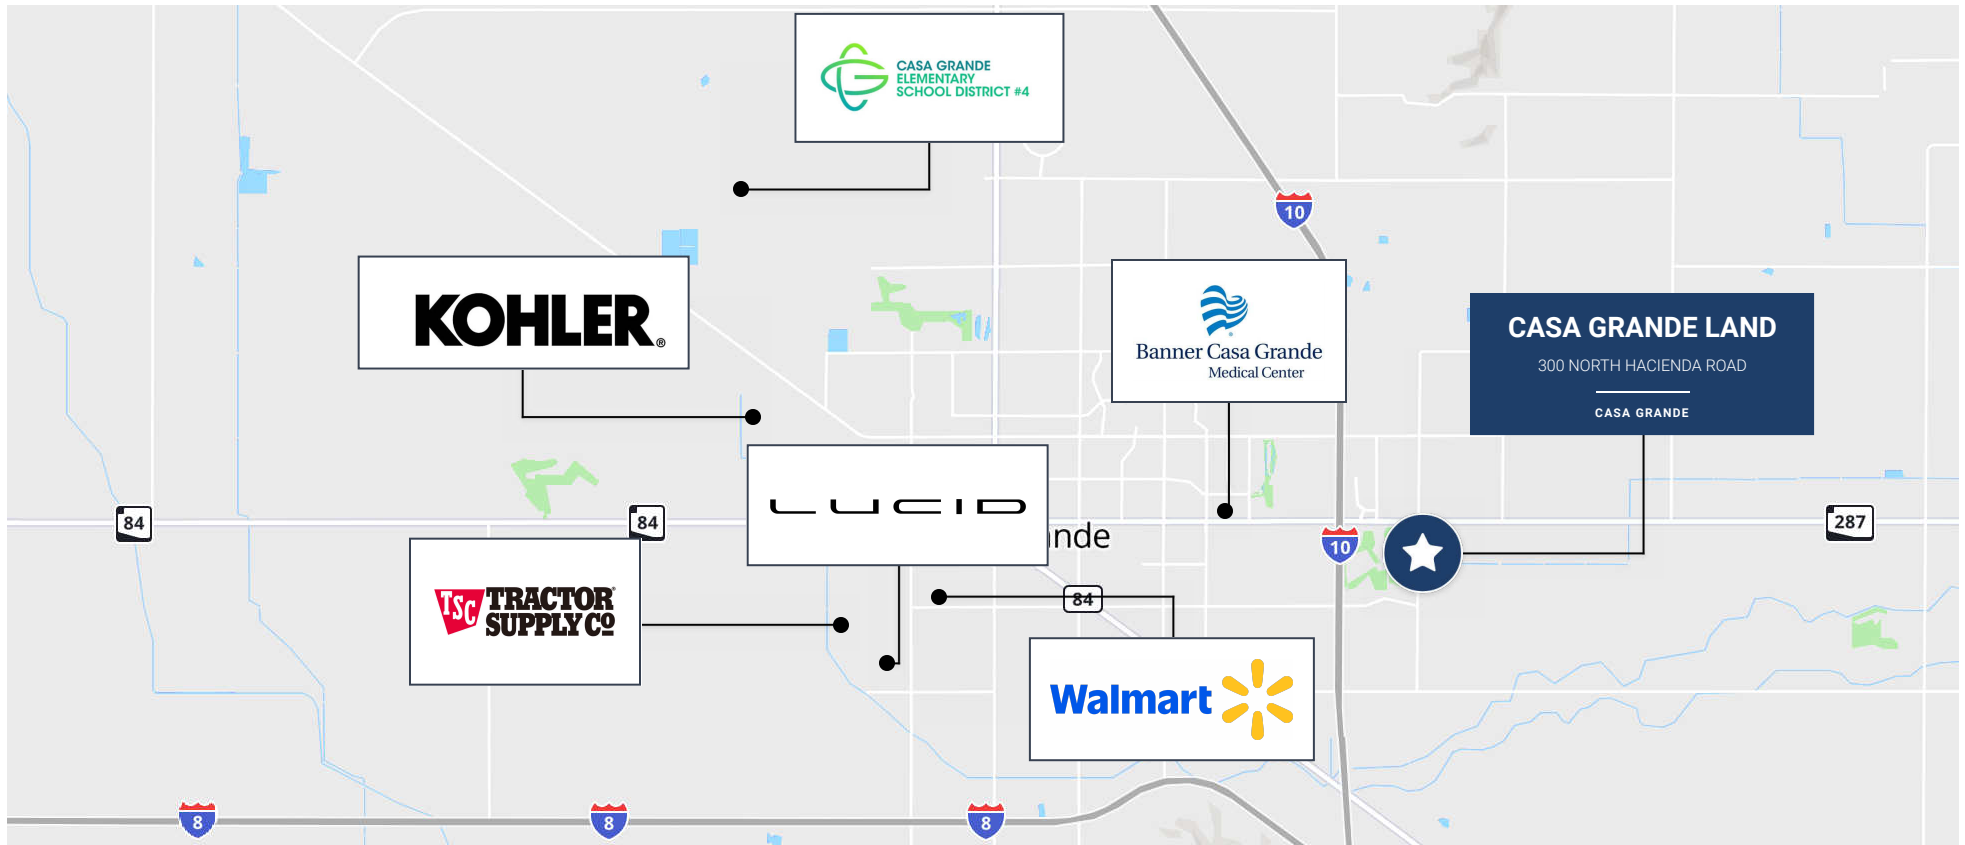 CASA GRANDE
ELEMENTARY
SCHOOL DISTRICT #4
10
KOHLER®
Banner Casa Grande
Medical Center
CASA GRANDE LAND
300 NORTH HACIENDA ROAD
CASA GRANDE
LUCID
84
84
287
nde
10
TSC TRACTOR
SUPPLY CO
84
Walmart
8
8
8